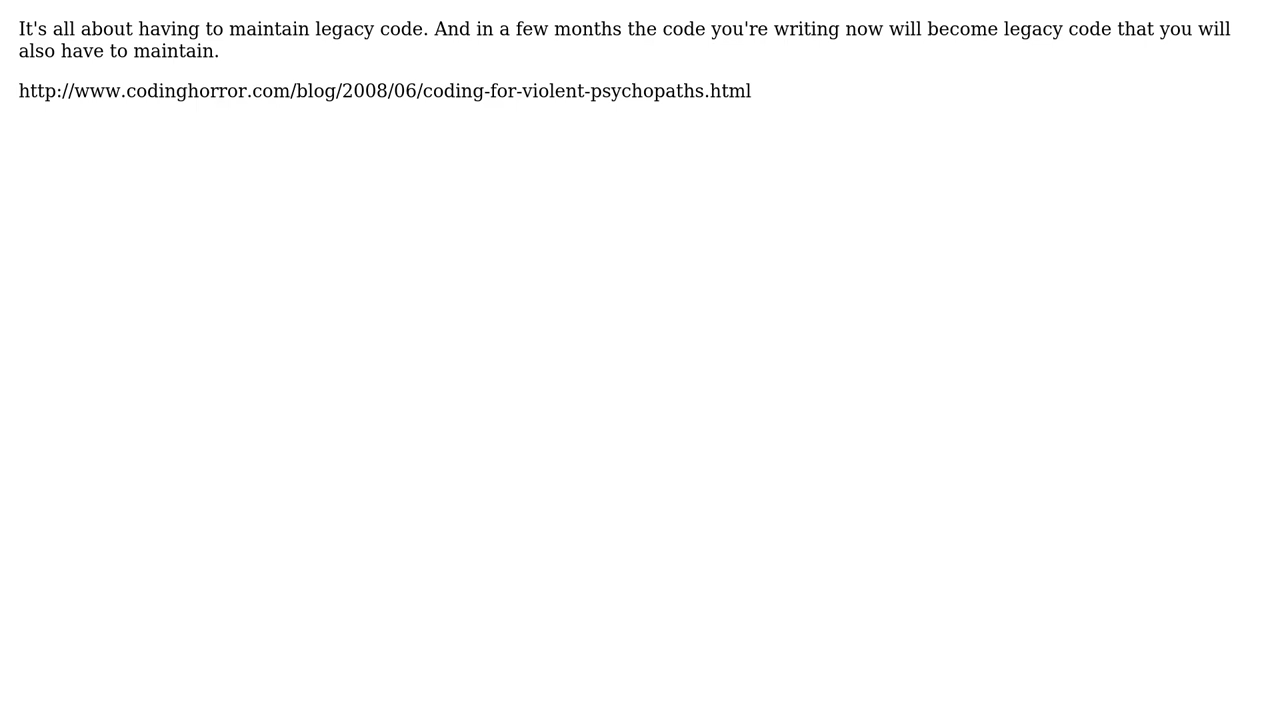 It's all about having to maintain legacy code. And in a few months the code you're writing now will become legacy code that you will
also have to maintain.
http://www.codinghorror.com/blog/2008/06/coding-for-violent-psychopaths.html